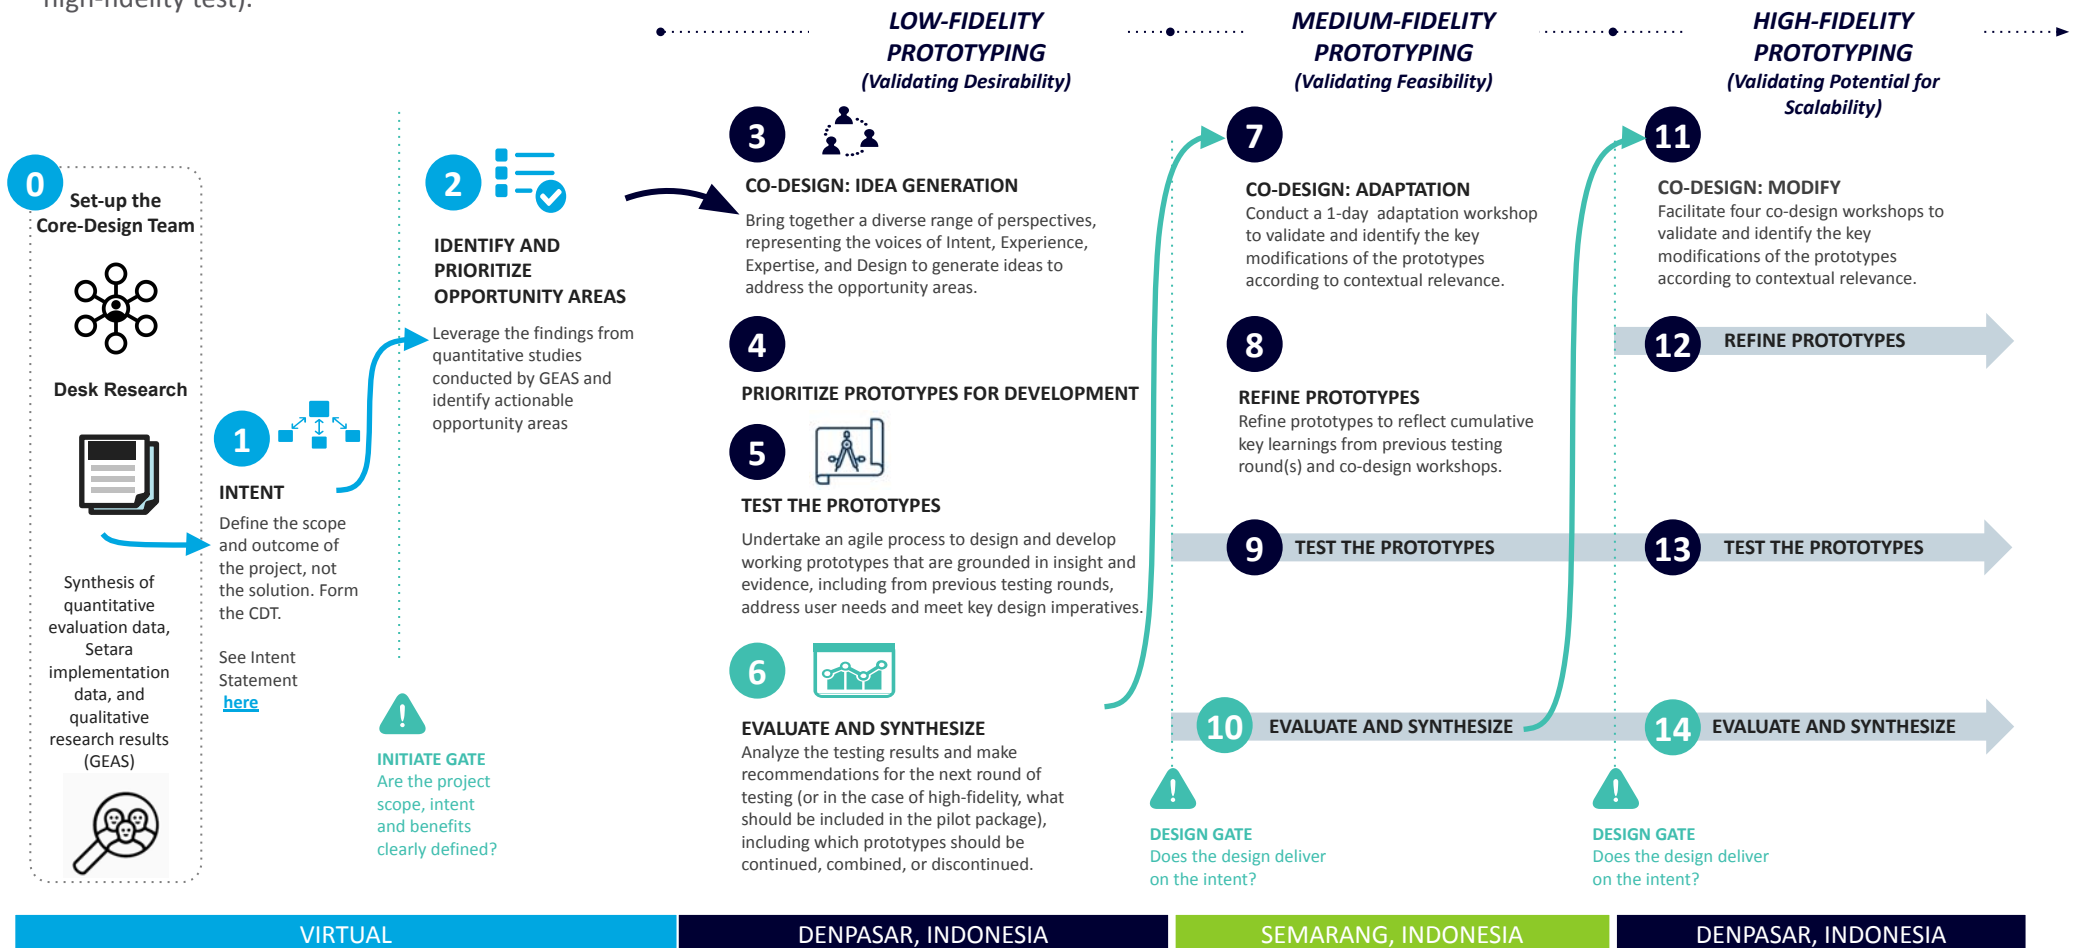 high-fidelity test).
LOW-FIDELITY
PROTOTYPING
(Validating Desirability)
MEDIUM-FIDELITY
PROTOTYPING
(Validating Feasibility)
HIGH-FIDELITY
PROTOTYPING
(Validating Potential for
Scalability)
0
Set-up the
Core-Design Team
Desk Research
Synthesis of
quantitative
evaluation data,
Setara
implementation
data, and
qualitative
research results
(GEAS)
1
INTENT
Define the scope
and outcome of
the project, not
the solution. Form
the CDT.
See Intent
Statement
here
INITIATE GATE
Are the project
scope, intent
and benefits
clearly defined?
2
IDENTIFY AND
PRIORITIZE
OPPORTUNITY AREAS
Leverage the findings from
quantitative studies
conducted by GEAS and
identify actionable
opportunity areas
3
CO-DESIGN: IDEA GENERATION
Bring together a diverse range of perspectives,
representing the voices of Intent, Experience,
Expertise, and Design to generate ideas to
address the opportunity areas.
4
PRIORITIZE PROTOTYPES FOR DEVELOPMENT
5
TEST THE PROTOTYPES
Undertake an agile process to design and develop
working prototypes that are grounded in insight and
evidence, including from previous testing rounds,
address user needs and meet key design imperatives.
6
EVALUATE AND SYNTHESIZE
Analyze the testing results and make
recommendations for the next round of
testing (or in the case of high-fidelity, what
should be included in the pilot package),
including which prototypes should be
continued, combined, or discontinued.
7
CO-DESIGN: ADAPTATION
Conduct a 1-day adaptation workshop
to validate and identify the key
modifications of the prototypes
according to contextual relevance.
8
REFINE PROTOTYPES
Refine prototypes to reflect cumulative
key learnings from previous testing
round(s) and co-design workshops.
9
TEST THE PROTOTYPES
10
EVALUATE AND SYNTHESIZE
DESIGN GATE
Does the design deliver
on the intent?
11
CO-DESIGN: MODIFY
Facilitate four co-design workshops to
validate and identify the key
modifications of the prototypes
according to contextual relevance.
12
REFINE PROTOTYPES
13
TEST THE PROTOTYPES
14
EVALUATE AND SYNTHESIZE
DESIGN GATE
Does the design deliver
on the intent?
VIRTUAL
DENPASAR, INDONESIA
SEMARANG, INDONESIA
DENPASAR, INDONESIA